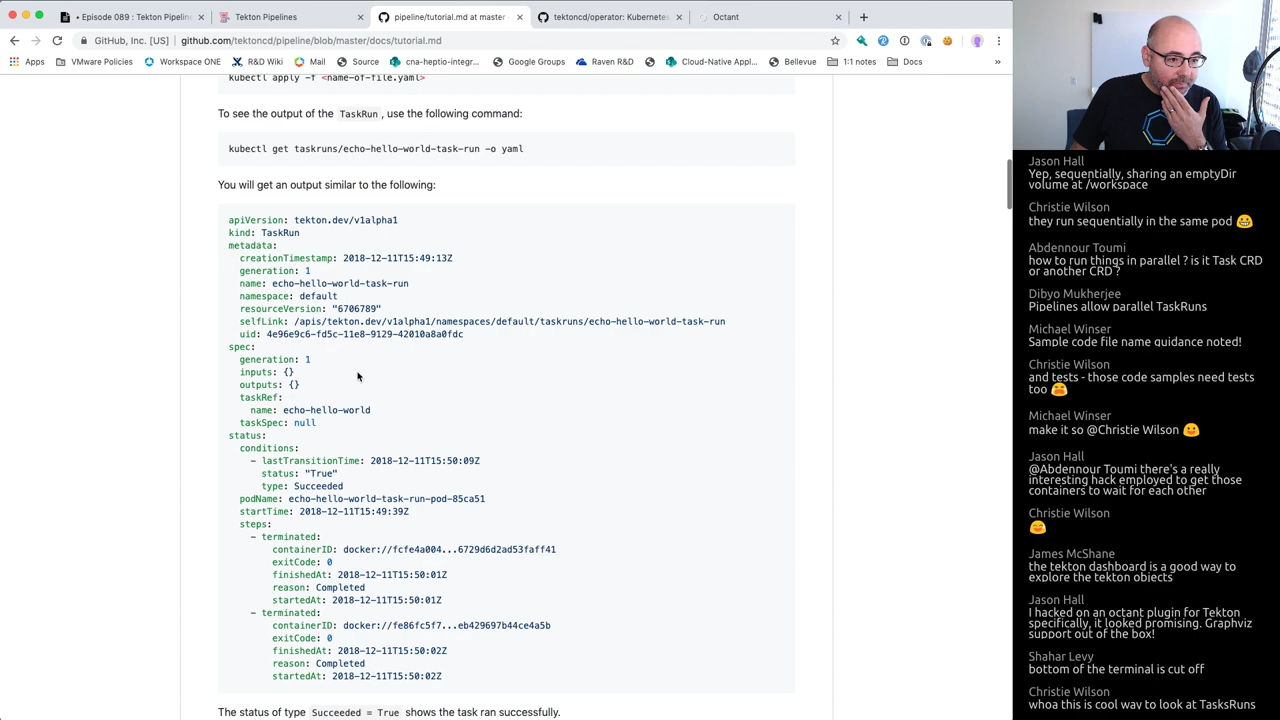 • Episode 089 : Tekton Pipelin
Tekton Pipelines
pipeline/tutorial.md at master
tektoncd/operator: Kubernetes
Octant
GitHub, Inc. [US] | github.com/tektoncd/pipeline/blob/master/docs/tutorial.md
Apps
VMware Policies
Workspace ONE
R&D Wiki
Mail
Source
cna-heptio-integr...
Google Groups
Raven R&D
Cloud-Native App...
Bellevue
1:1 notes
Docs
kubectl apply -f <name-of-file.yaml>
To see the output of the TaskRun, use the following command:
kubectl get taskruns/echo-hello-world-task-run -o yaml
You will get an output similar to the following:
apiVersion: tekton.dev/v1alpha1
kind: TaskRun
metadata:
creationTimestamp: 2018-12-11T15:49:13Z
generation: 1
name: echo-hello-world-task-run
namespace: default
resourceVersion: "6706789"
selfLink: /apis/tekton.dev/v1alpha1/namespaces/default/taskruns/echo-hello-world-task-run
uid: 4e96e9c6-fd5c-11e8-9129-42010a8a0fdc
spec:
generation: 1
inputs: {}
outputs: {}
taskRef:
name: echo-hello-world
taskSpec: null
status:
conditions:
- lastTransitionTime: 2018-12-11T15:50:09Z
status: "True"
type: Succeeded
podName: echo-hello-world-task-run-pod-85ca51
startTime: 2018-12-11T15:49:39Z
steps:
- terminated:
containerID: docker://fcfe4a004...6729d6d2ad53faff41
exitCode: 0
finishedAt: 2018-12-11T15:50:01Z
reason: Completed
startedAt: 2018-12-11T15:50:01Z
- terminated:
containerID: docker://fe86fc5f7...eb429697b44ce4a5b
exitCode: 0
finishedAt: 2018-12-11T15:50:02Z
reason: Completed
startedAt: 2018-12-11T15:50:02Z
The status of type Succeeded = True shows the task ran successfully.
Jason Hall
Yep, sequentially, sharing an emptyDir
volume at /workspace
Christie Wilson
they run sequentially in the same pod 😀
Abdennour Toumi
how to run things in parallel ? is it Task CRD
or another CRD ?
Dibyo Mukherjee
Pipelines allow parallel TaskRuns
Michael Winser
Sample code file name guidance noted!
Christie Wilson
and tests - those code samples need tests
too 😫
Michael Winser
make it so @Christie Wilson 😀
Jason Hall
@Abdennour Toumi there's a really
interesting hack employed to get those
containers to wait for each other
Christie Wilson
😊
James McShane
the tekton dashboard is a good way to
explore the tekton objects
Jason Hall
I hacked on an octant plugin for Tekton
specifically, it looked promising. Graphviz
support out of the box!
Shahar Levy
bottom of the terminal is cut off
Christie Wilson
whoa this is cool way to look at TasksRuns